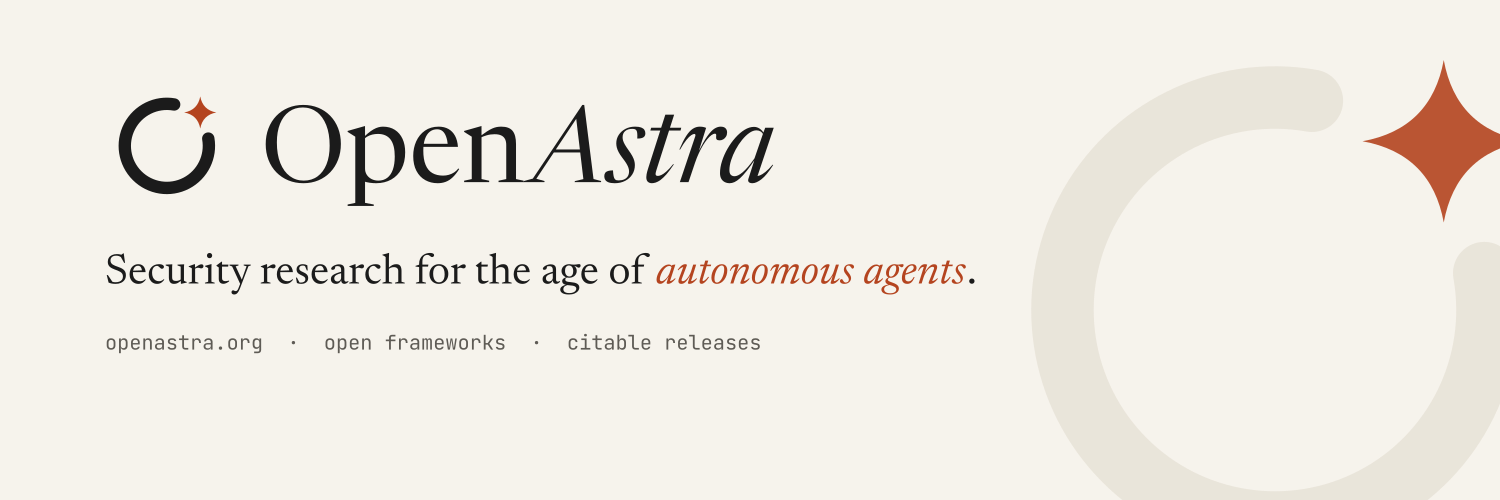 OpenAstra
Security research for the age of autonomous agents.
openastra.org · open frameworks · citable releases